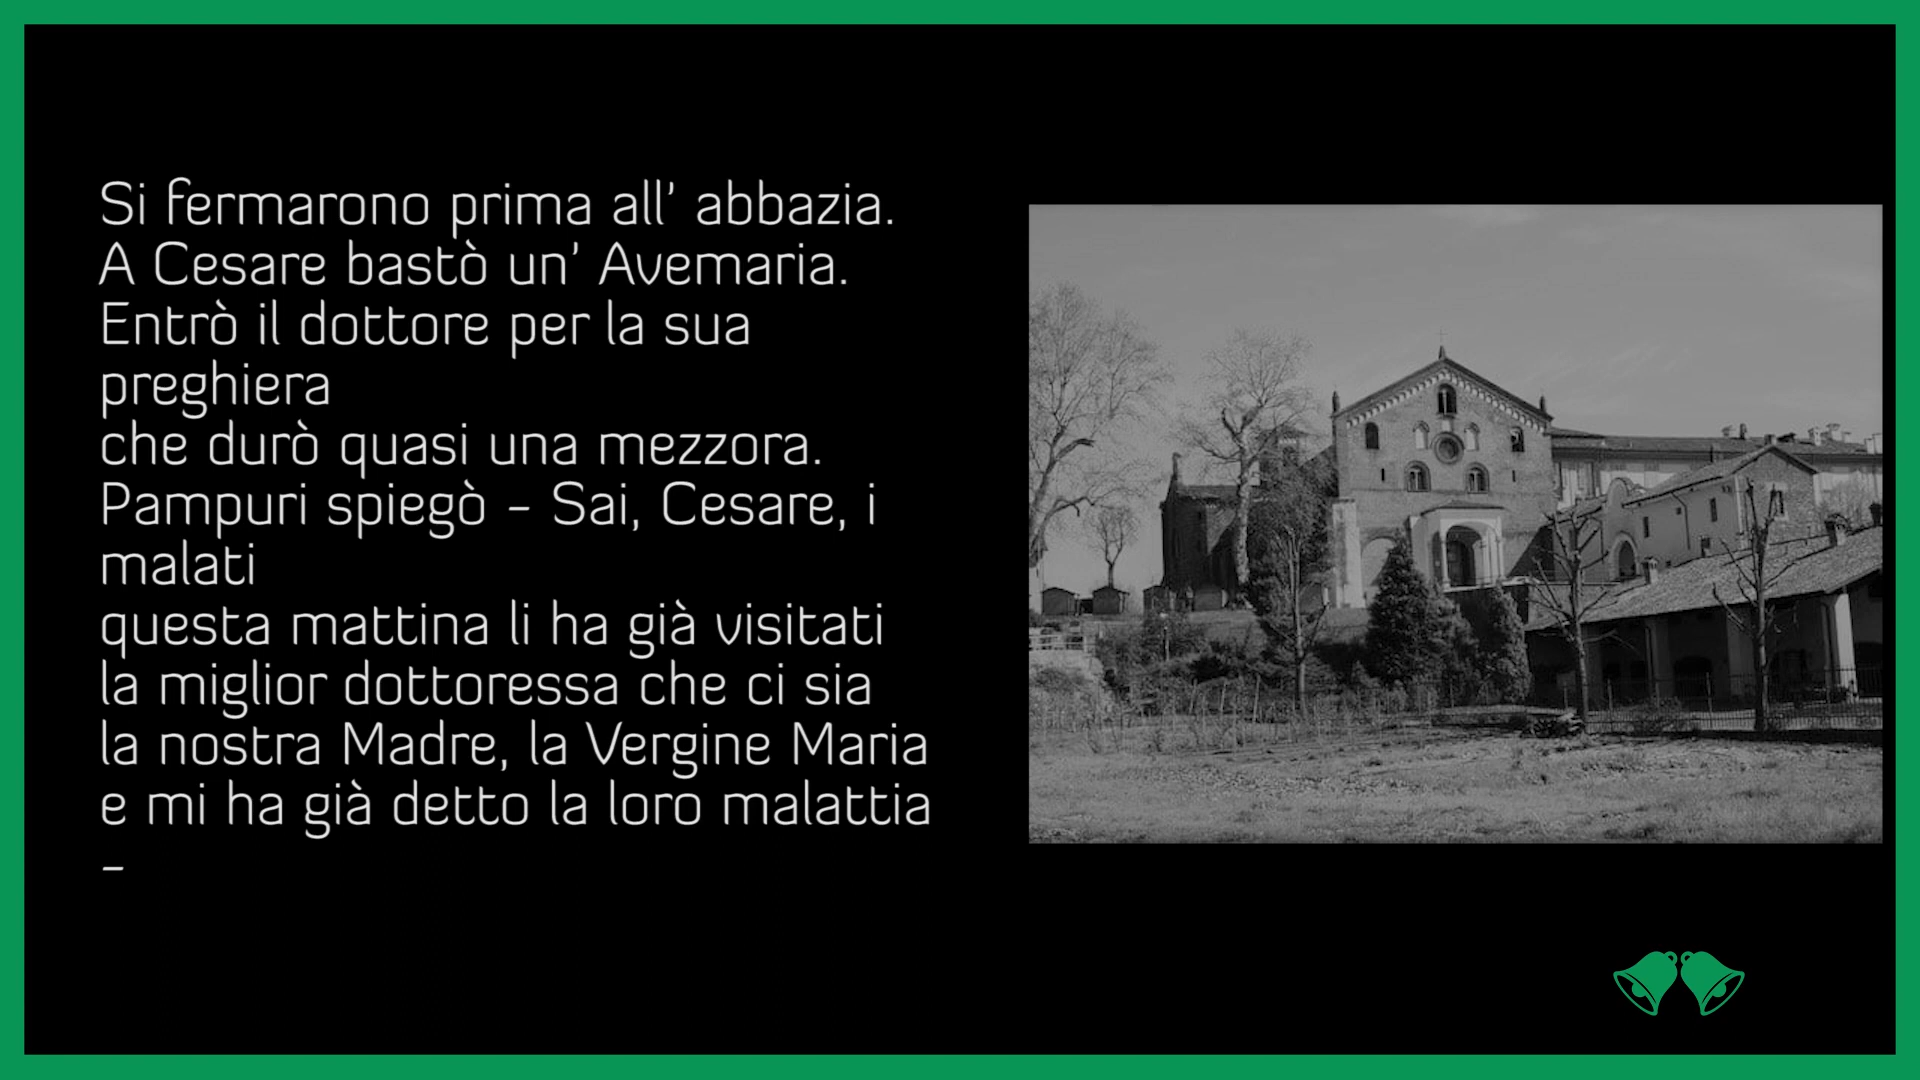 Si fermarono prima all' abbazia.
A Cesare bastò un' Avemaria.
Entrò il dottore per la sua
preghiera
che durò quasi una mezzora.
Pampuri spiegò - Sai, Cesare, i
malati
questa mattina li ha già visitati
la miglior dottoressa che ci sia
la nostra Madre, la Vergine Maria
e mi ha già detto la loro malattia
-